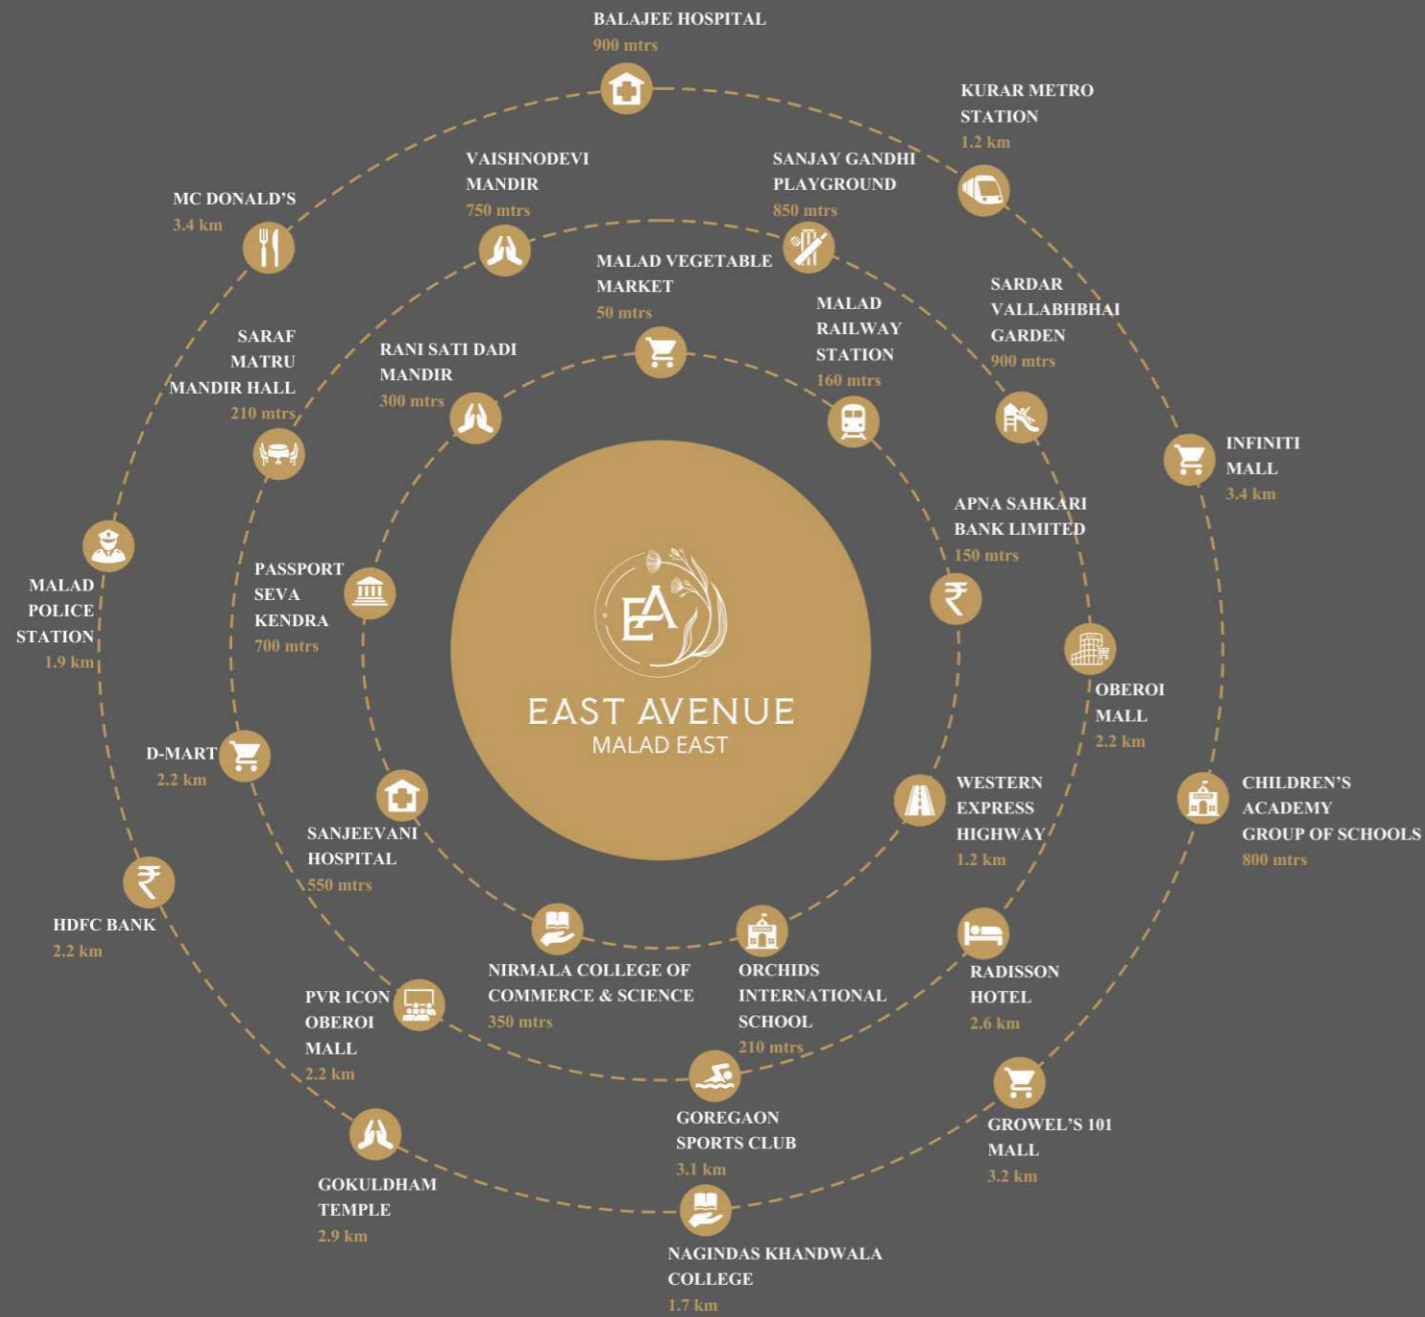 BALAJEE HOSPITAL
900 mtrs
KURAR METRO
STATION
1.2 km
VAISHNODEVI
MANDIR
750 mtrs
SANJAY GANDHI
PLAYGROUND
850 mtrs
MC DONALD'S
3.4 km
MALAD VEGETABLE
MARKET
50 mtrs
MALAD
RAILWAY
STATION
160 mtrs
SARDAR
VALLABHBHAI
GARDEN
900 mtrs
SARAF
MATRU
MANDIR HALL
210 mtrs
RANI SATI DADI
MANDIR
300 mtrs
INFINITI
MALL
3.4 km
APNA SAHKARI
BANK LIMITED
150 mtrs
PASSPORT
SEVA
KENDRA
700 mtrs
MALAD
POLICE
STATION
1.9 km
EA
EAST AVENUE
MALAD EAST
OBEROI
MALL
2.2 km
D-MART
2.2 km
WESTERN
EXPRESS
HIGHWAY
1.2 km
CHILDREN'S
ACADEMY
GROUP OF SCHOOLS
800 mtrs
SANJEEVANI
HOSPITAL
550 mtrs
HDFC BANK
2.2 km
NIRMALA COLLEGE OF
COMMERCE & SCIENCE
350 mtrs
ORCHIDS
INTERNATIONAL
SCHOOL
210 mtrs
RADISSON
HOTEL
2.6 km
PVR ICON
OBEROI
MALL
2.2 km
GOREGAON
SPORTS CLUB
3.1 km
GROWEL'S 101
MALL
3.2 km
GOKULDHAM
TEMPLE
2.9 km
NAGINDAS KHANDWALA
COLLEGE
1.7 km